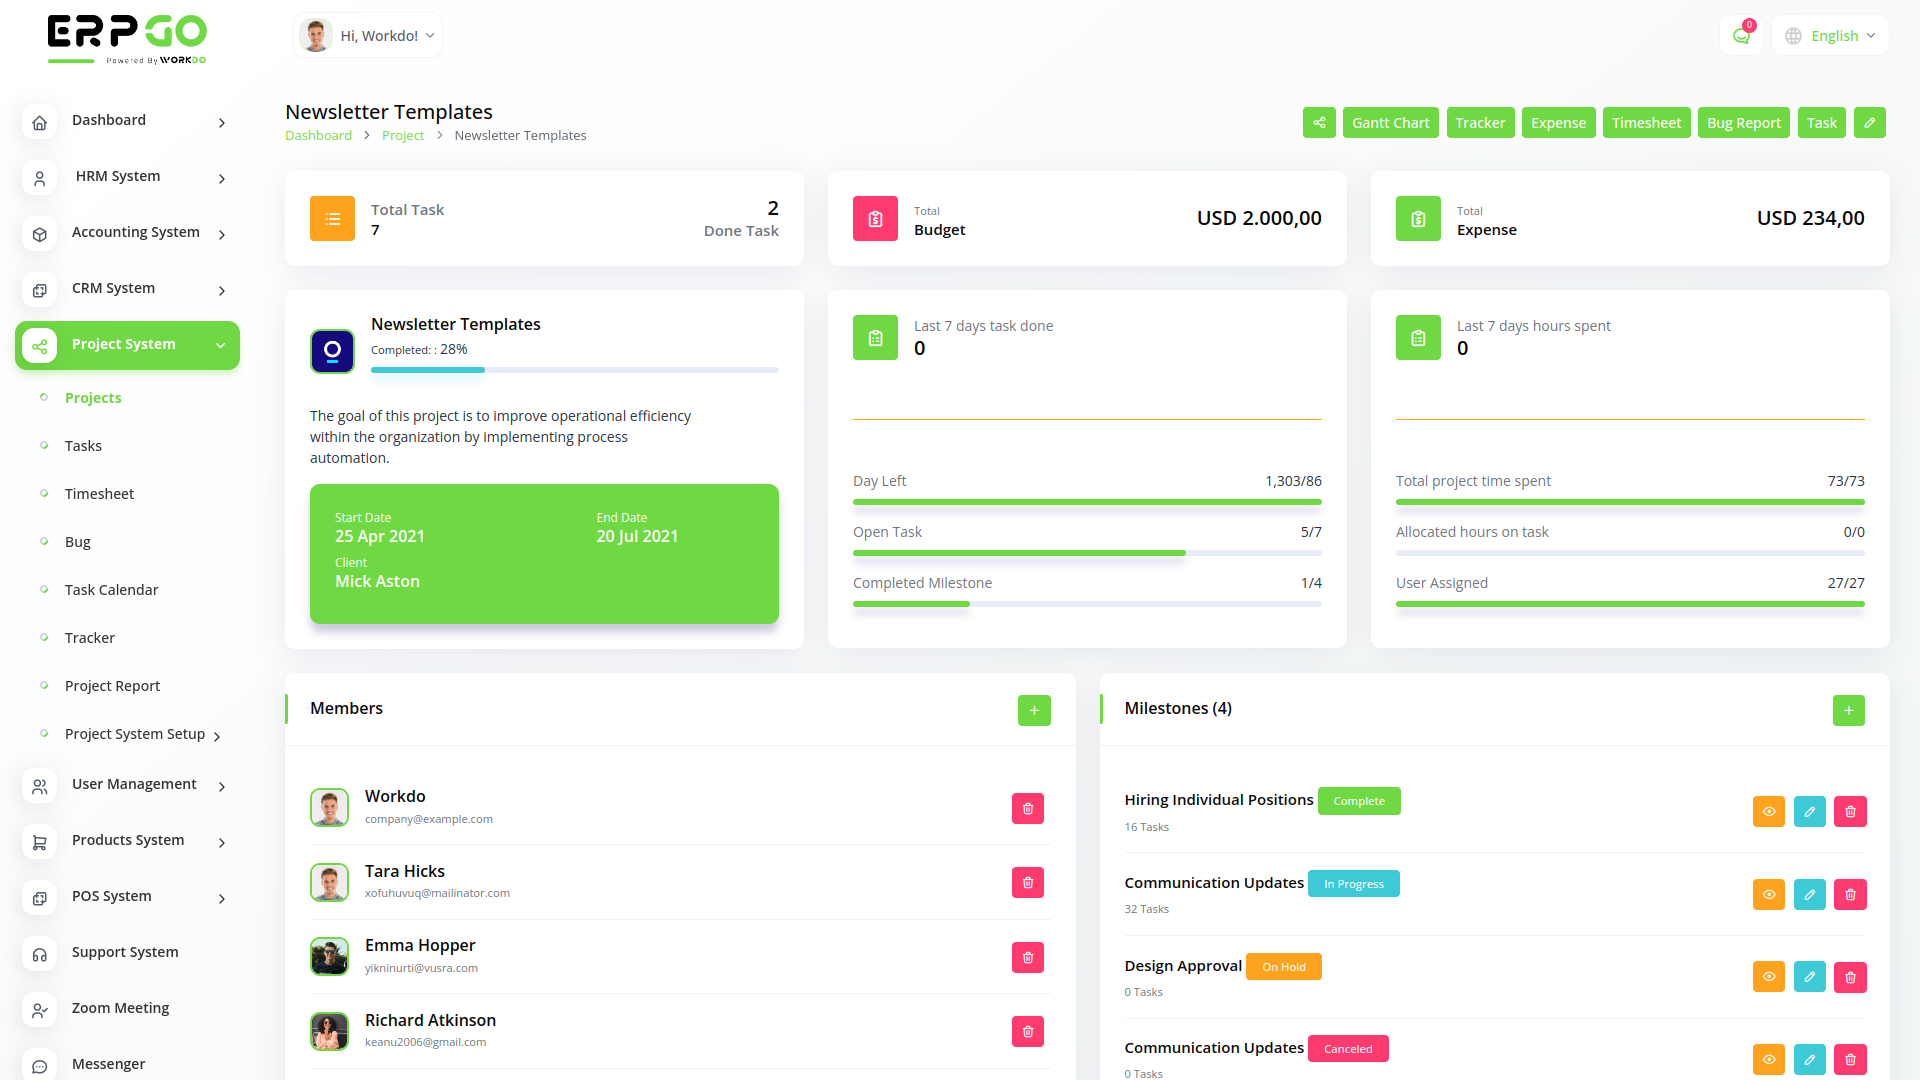 ERPGO
Powered By WORKDO
Hi, Workdo!
0
English
Dashboard
HRM System
Accounting System
CRM System
Project System
Projects
Tasks
Timesheet
Bug
Task Calendar
Tracker
Project Report
Project System Setup
User Management
Products System
POS System
Support System
Zoom Meeting
Messenger
Newsletter Templates
Dashboard > Project > Newsletter Templates
Gantt Chart
Tracker
Expense
Timesheet
Bug Report
Task
Total Task
7
2
Done Task
Total
Budget
USD 2.000,00
Total
Expense
USD 234,00
Newsletter Templates
Completed: : 28%
The goal of this project is to improve operational efficiency
within the organization by implementing process
automation.
Start Date
25 Apr 2021
End Date
20 Jul 2021
Client
Mick Aston
Last 7 days task done
0
Day Left 1,303/86
Open Task 5/7
Completed Milestone 1/4
Last 7 days hours spent
0
Total project time spent 73/73
Allocated hours on task 0/0
User Assigned 27/27
Members
Workdo
company@example.com
Tara Hicks
xofuhuvuq@mailinator.com
Emma Hopper
yikninurti@vusra.com
Richard Atkinson
keanu2006@gmail.com
Milestones (4)
Hiring Individual Positions Complete
16 Tasks
Communication Updates In Progress
32 Tasks
Design Approval On Hold
0 Tasks
Communication Updates Canceled
0 Tasks